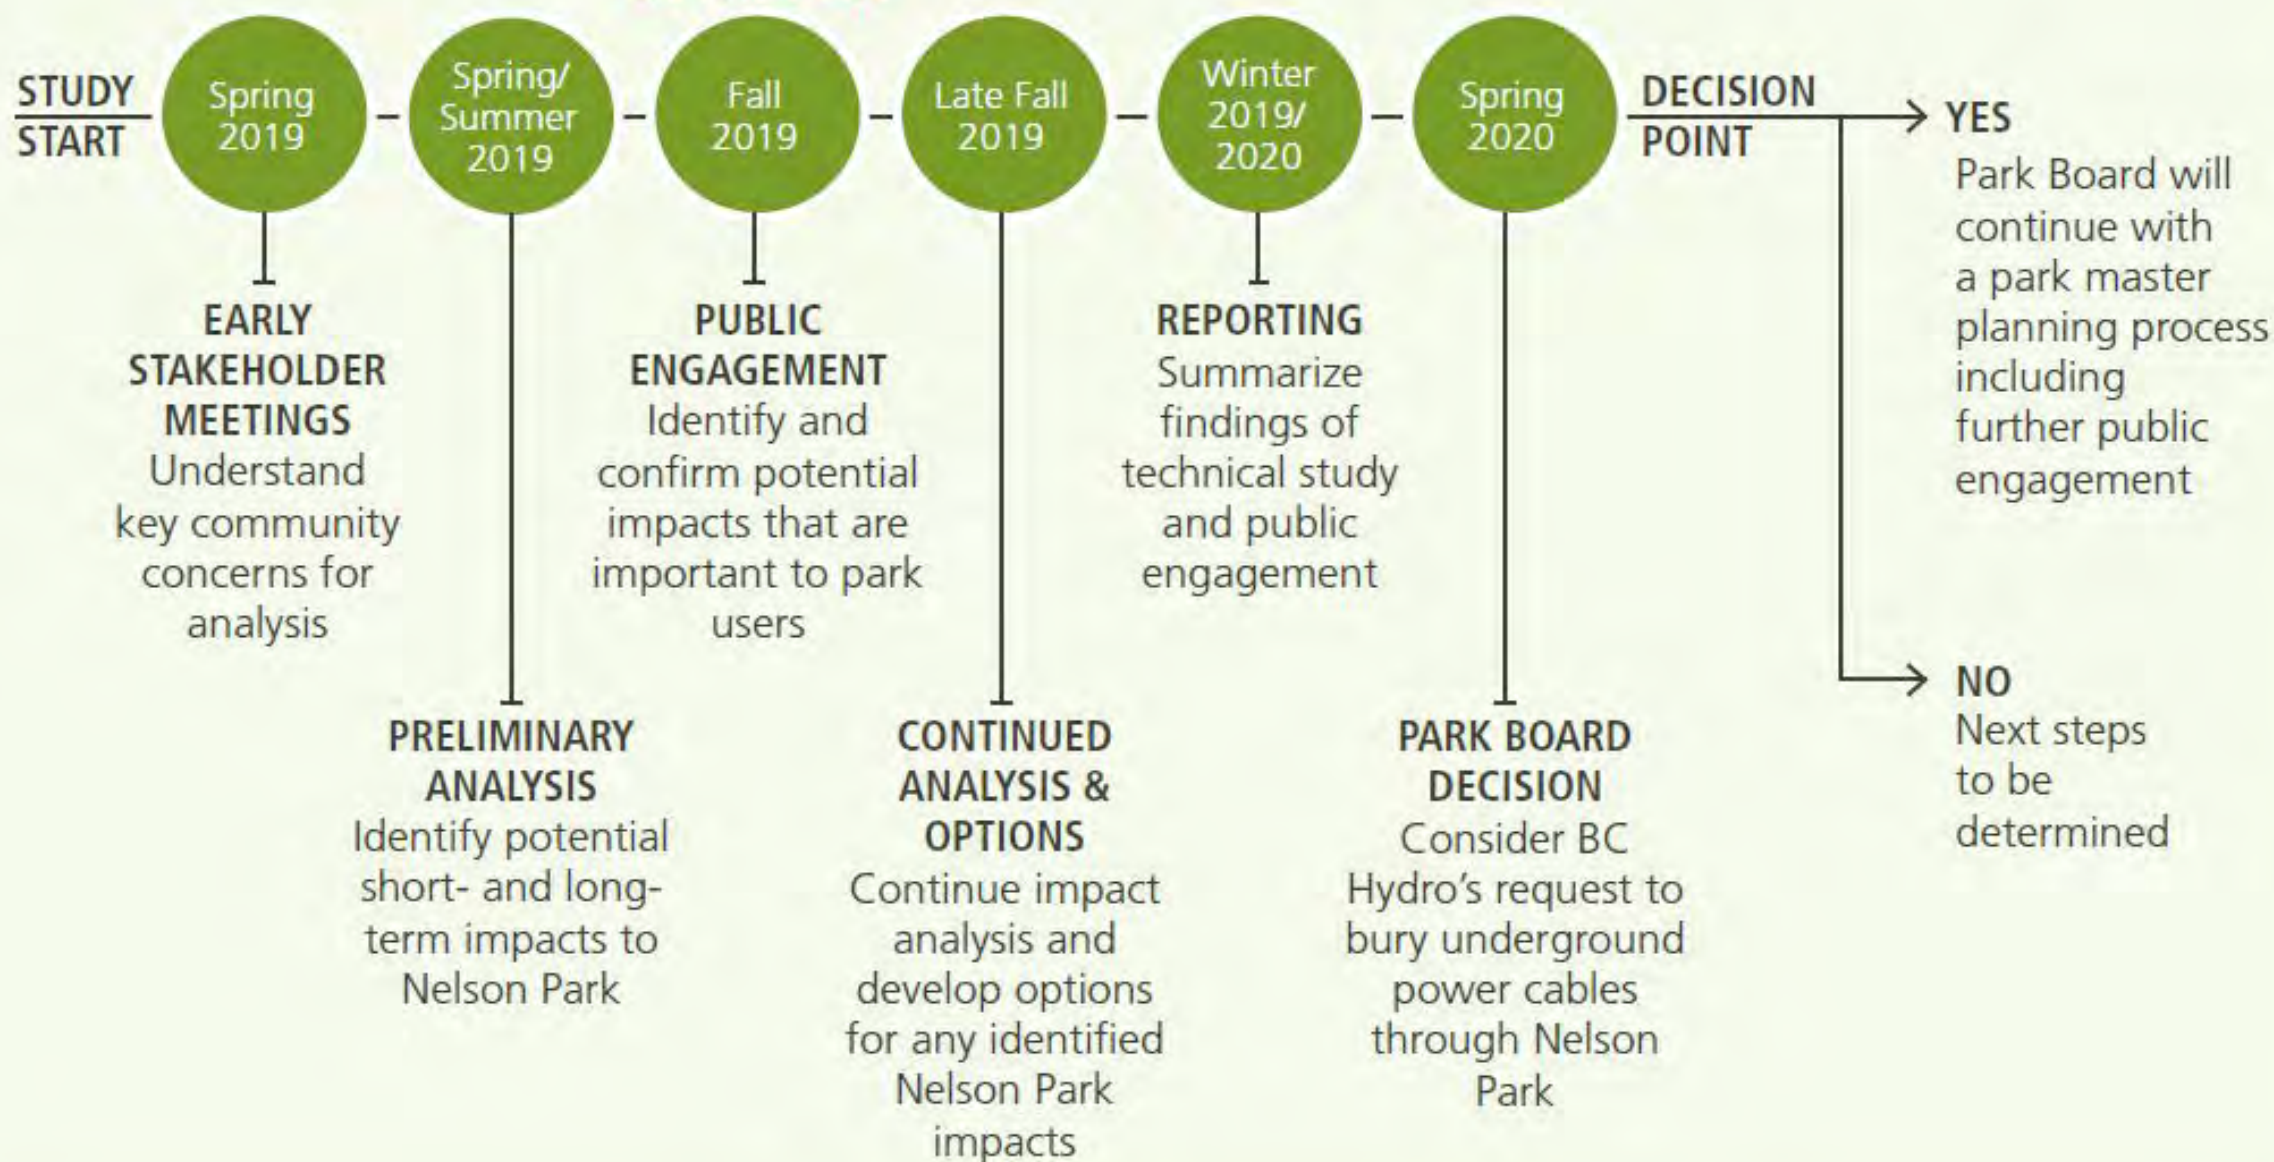 STUDY
START
Spring
2019
Spring/
Summer
2019
Fall
2019
Late Fall
2019
Winter
2019/
2020
Spring
2020
DECISION
POINT
EARLY
STAKEHOLDER
MEETINGS
Understand
key community
concerns for
analysis
PRELIMINARY
ANALYSIS
Identify potential
short- and long-
term impacts to
Nelson Park
PUBLIC
ENGAGEMENT
Identify and
confirm potential
impacts that are
important to park
users
CONTINUED
ANALYSIS &
OPTIONS
Continue impact
analysis and
develop options
for any identified
Nelson Park
impacts
REPORTING
Summarize
findings of
technical study
and public
engagement
PARK BOARD
DECISION
Consider BC
Hydro’s request to
bury underground
power cables
through Nelson
Park
YES
Park Board will
continue with
a park master
planning process
including
further public
engagement
NO
Next steps
to be
determined